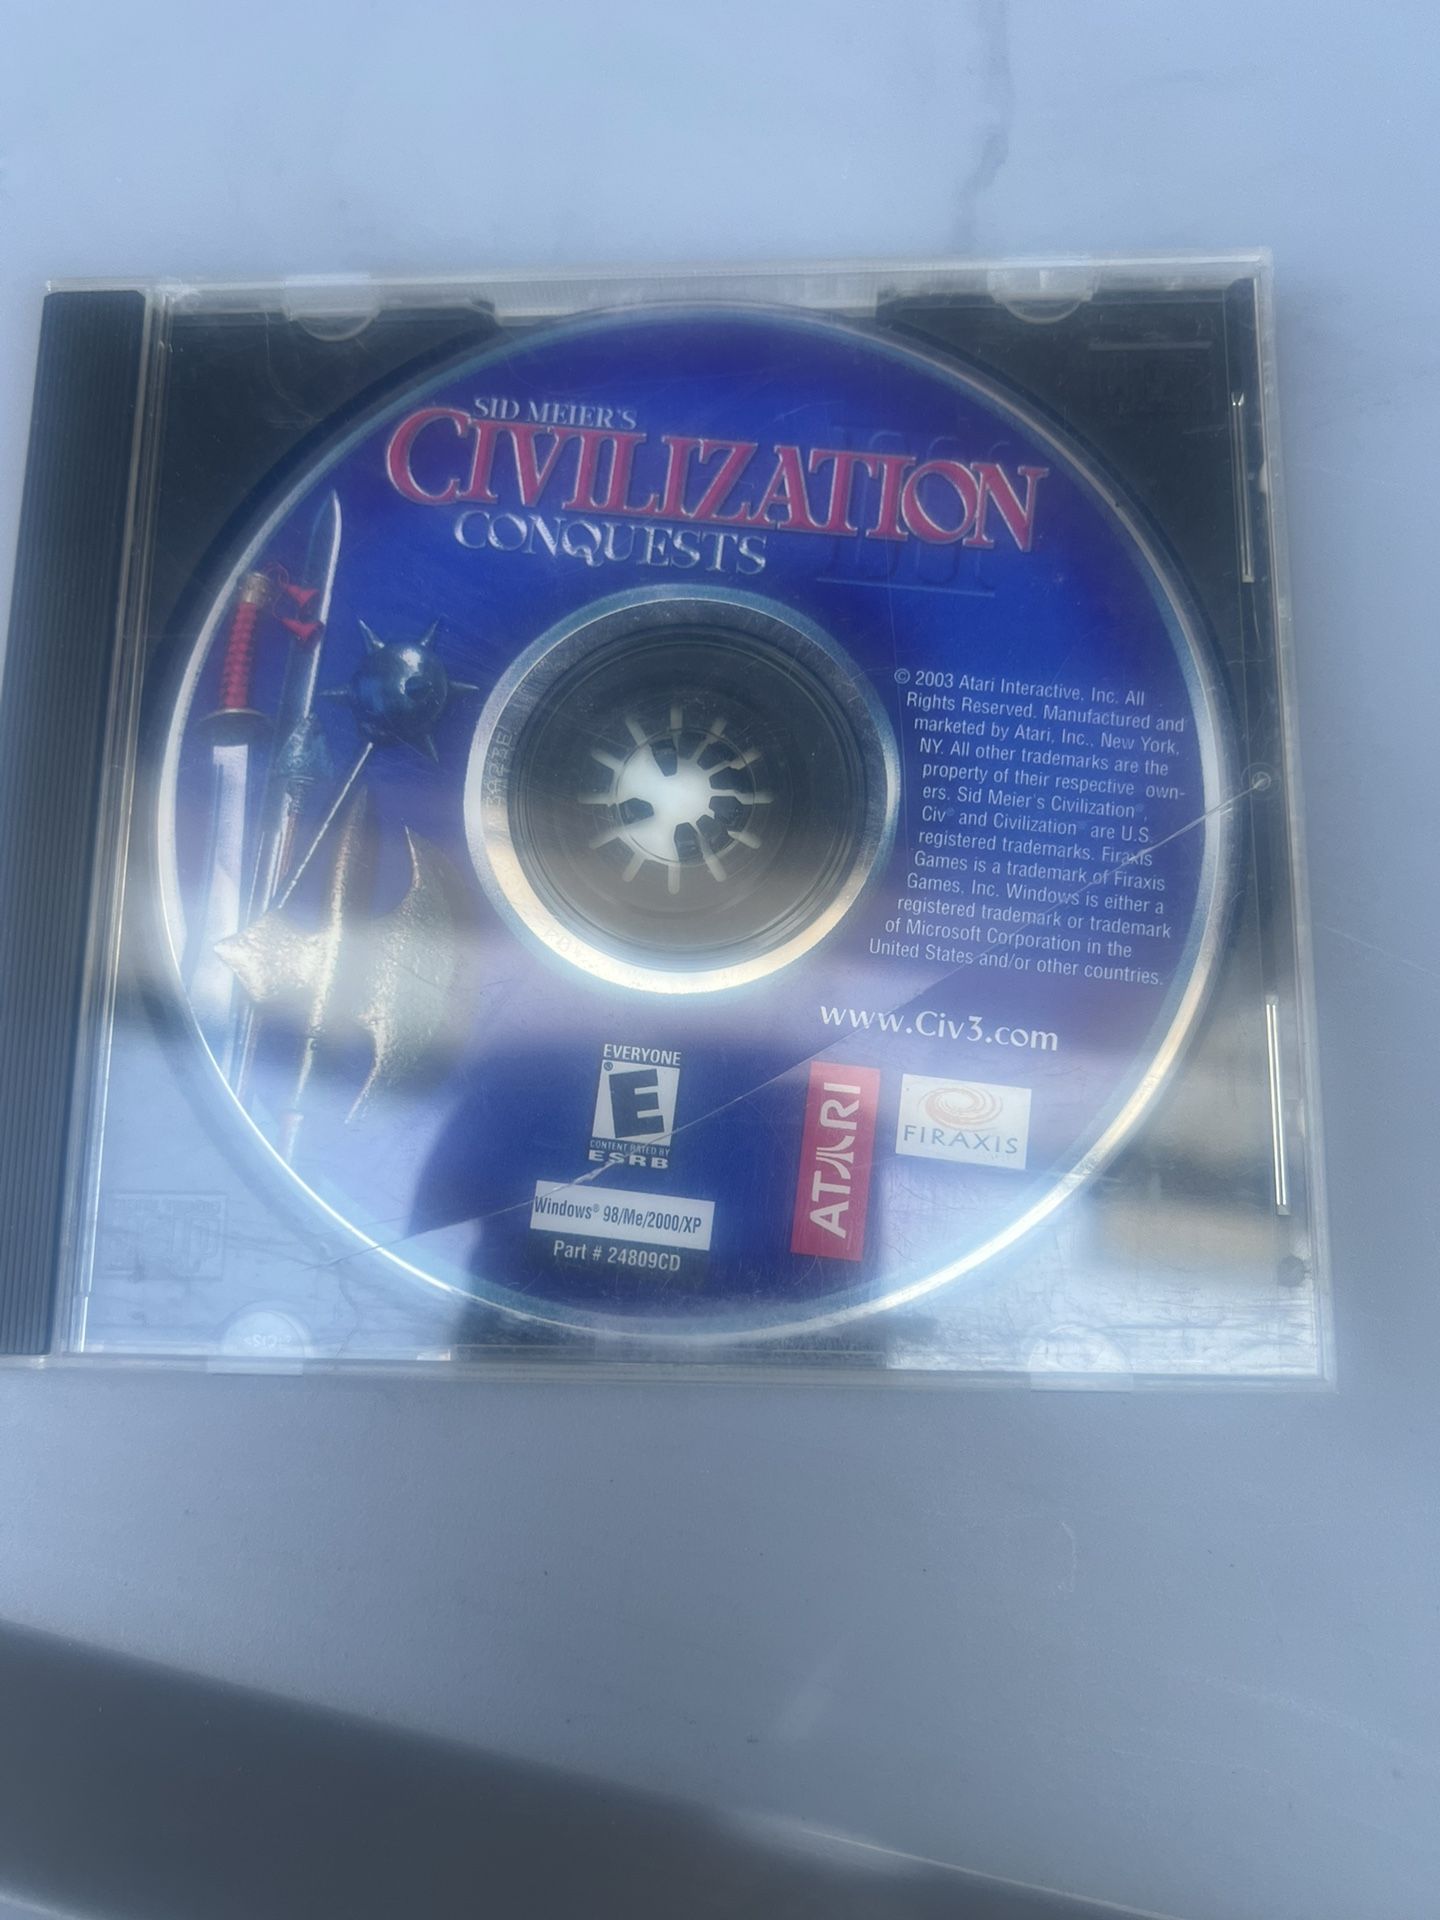 SID MEIER'S
CIVILIZATION
III
CONQUESTS
© 2003 Atari Interactive, Inc. All
Rights Reserved. Manufactured and
marketed by Atari, Inc., New York,
NY. All other trademarks are the
property of their respective own-
ers. Sid Meier's Civilization®,
Civ® and Civilization® are U.S.
registered trademarks. Firaxis
Games is a trademark of Firaxis
Games, Inc. Windows is either a
registered trademark or trademark
of Microsoft Corporation in the
United States and/or other countries.
www.Civ3.com
EVERYONE
E®
CONTENT RATED BY
ESRB
ATARI
FIRAXIS
Windows® 98/Me/2000/XP
Part # 24809CD